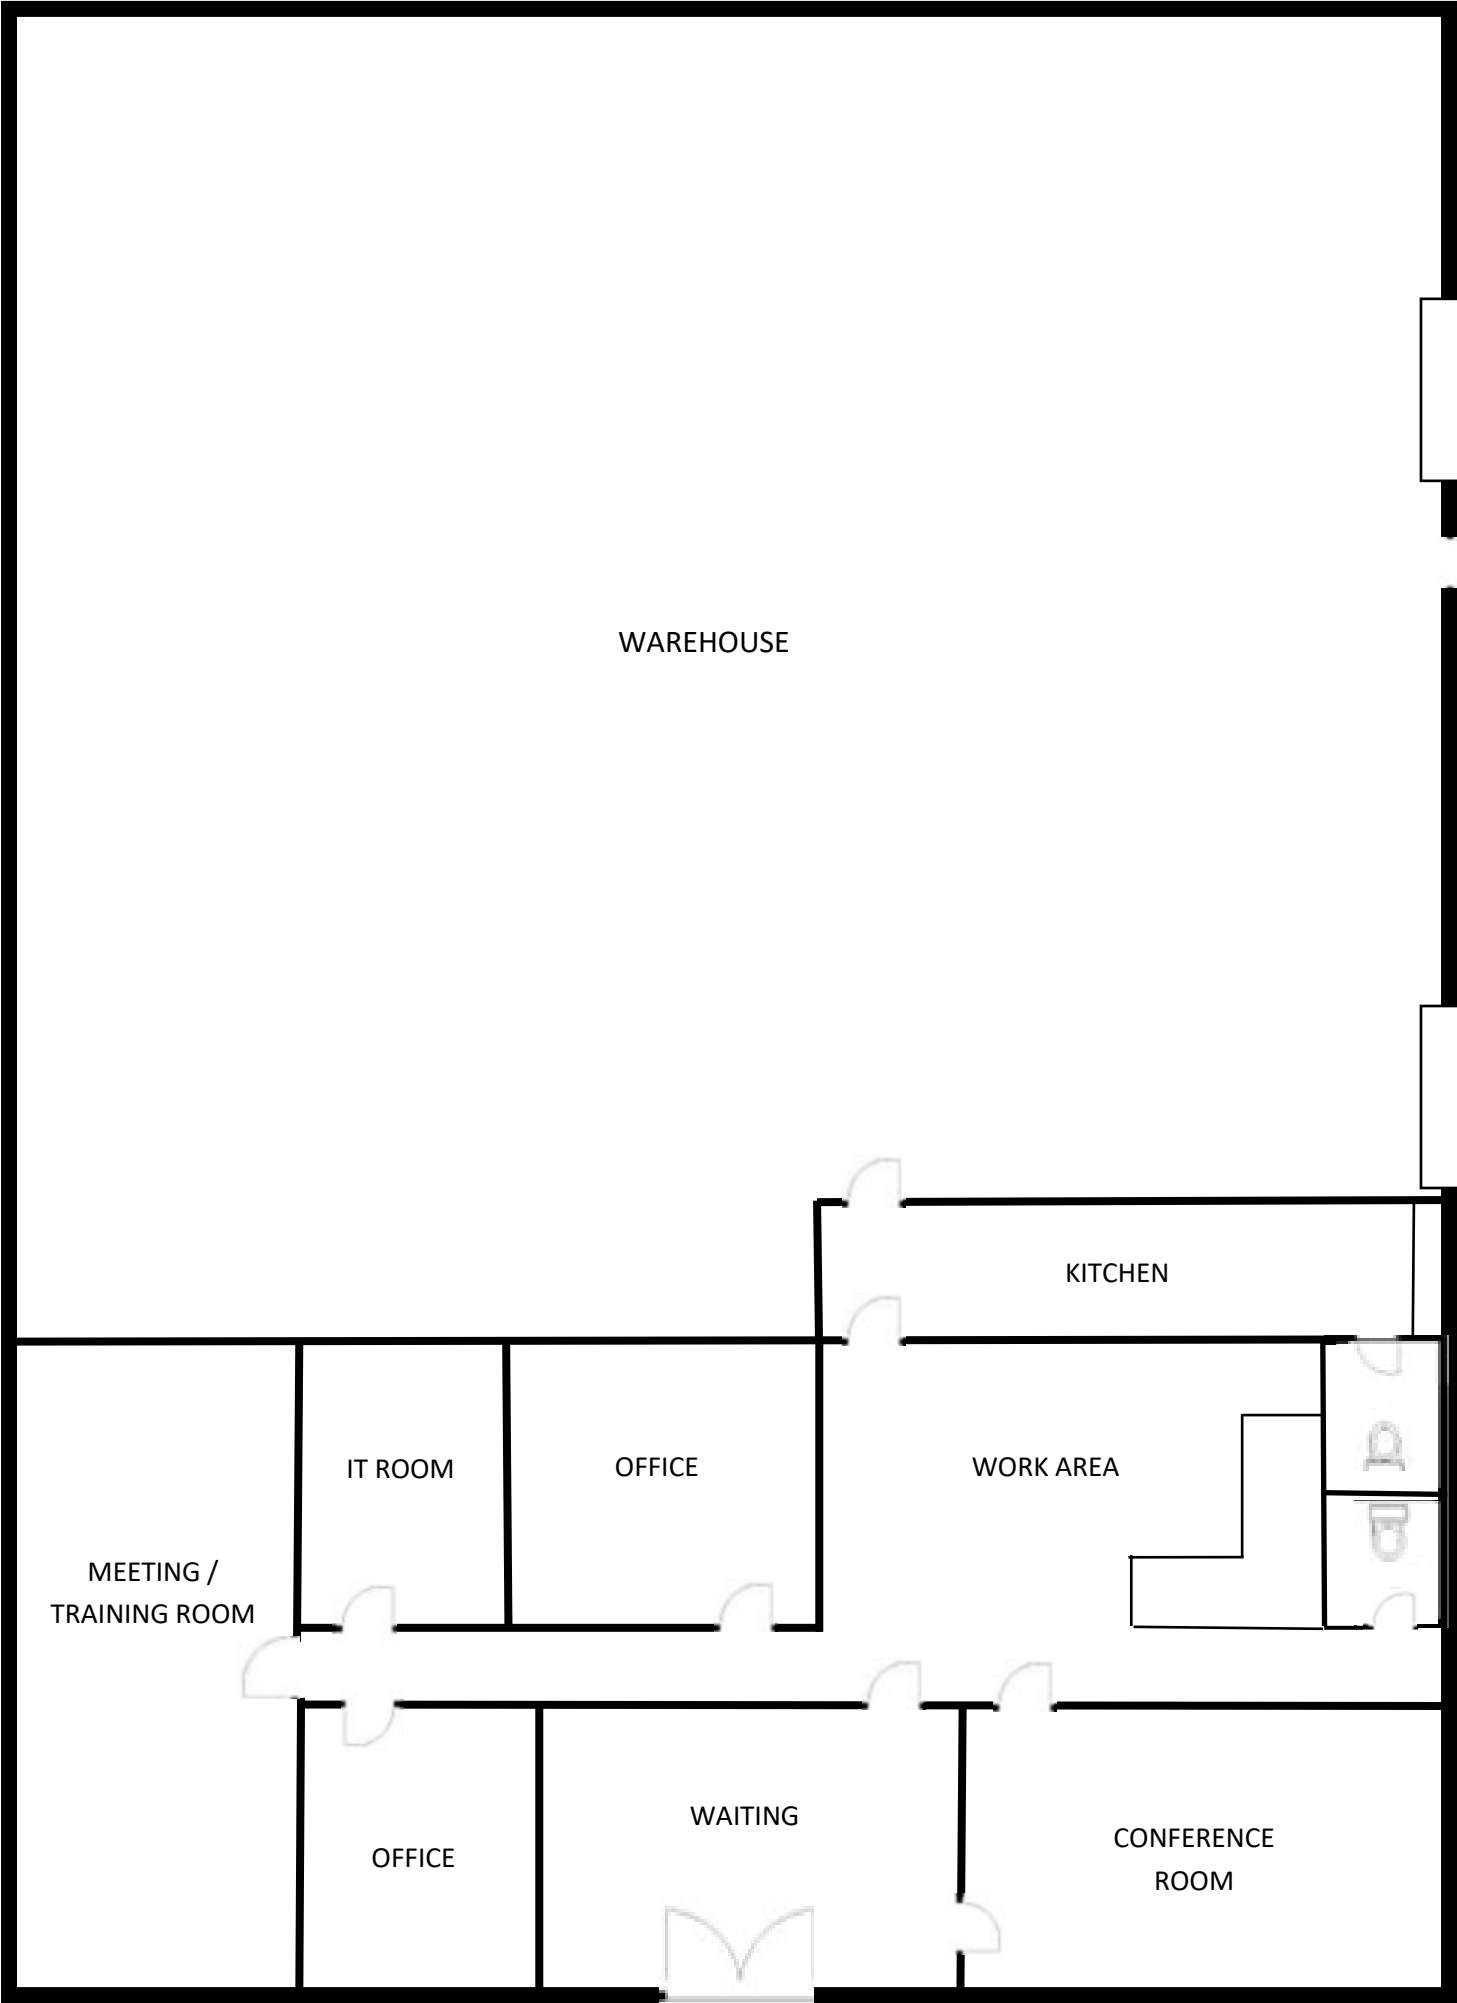 WAREHOUSE
KITCHEN
IT ROOM
OFFICE
WORK AREA
MEETING /
TRAINING ROOM
WAITING
OFFICE
CONFERENCE
ROOM